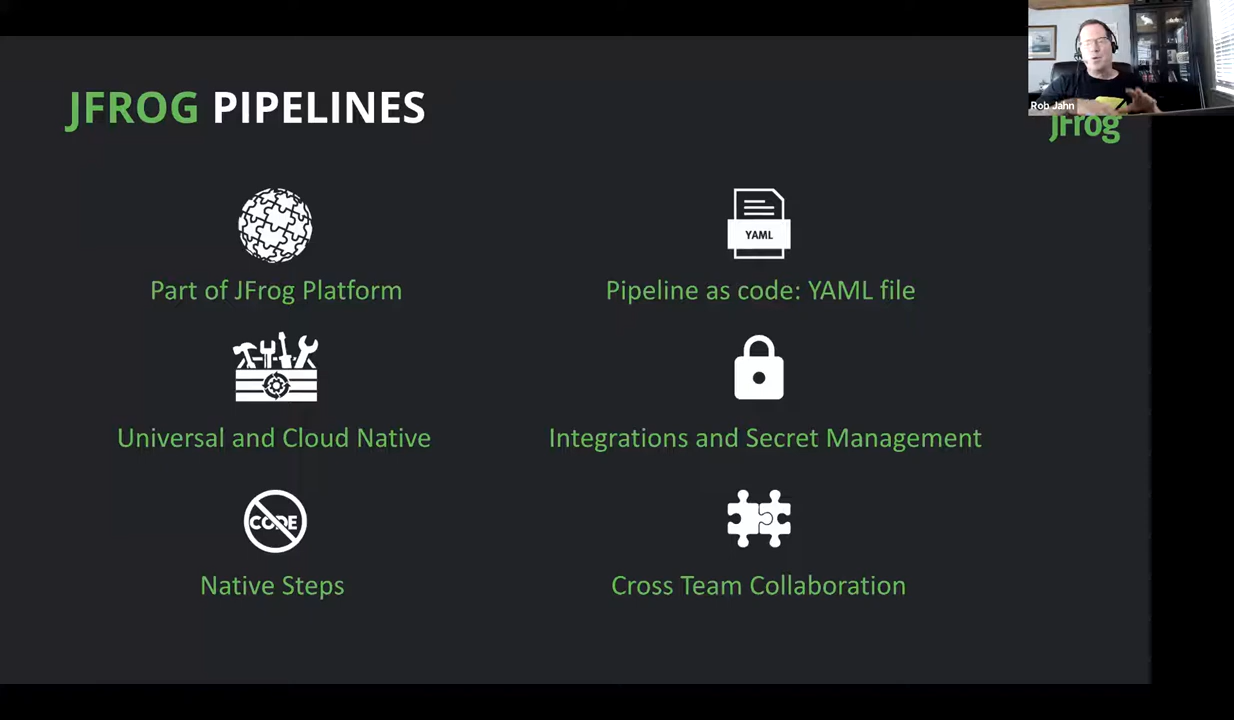 JFROG PIPELINES
Rob Jahn
JFrog
YAML
Part of JFrog Platform
Pipeline as code: YAML file
Universal and Cloud Native
Integrations and Secret Management
CODE
Native Steps
Cross Team Collaboration